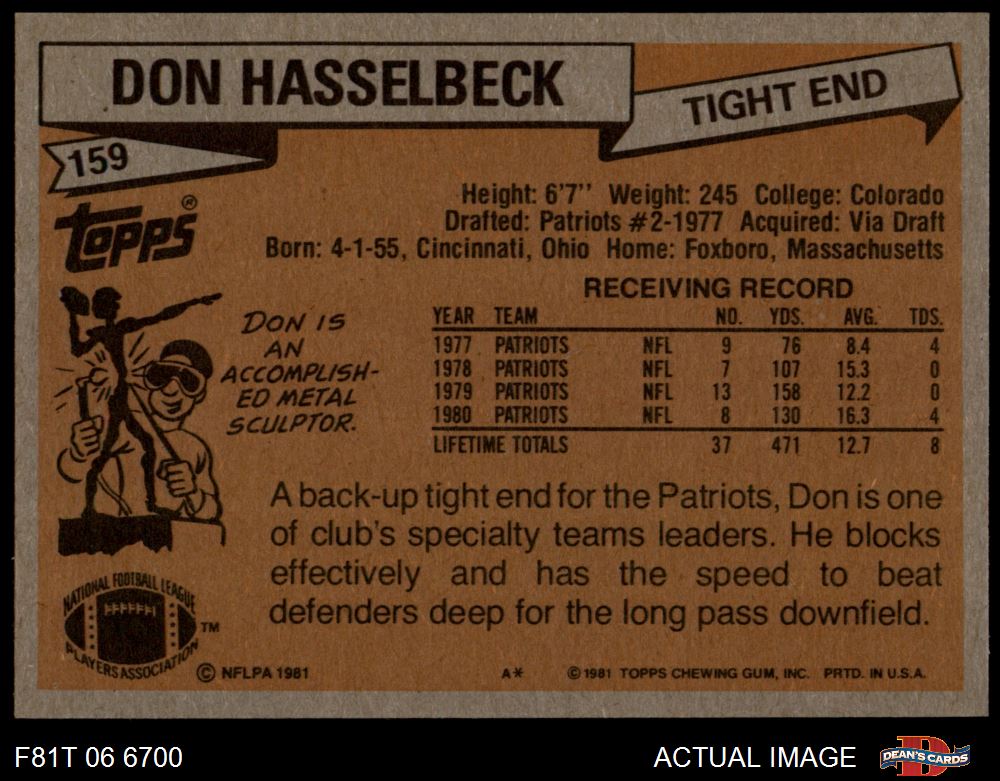 DON HASSELBECK
TIGHT END
159
TOPPS®
Height: 6'7'' Weight: 245 College: Colorado
Drafted: Patriots #2-1977 Acquired: Via Draft
Born: 4-1-55, Cincinnati, Ohio Home: Foxboro, Massachusetts
RECEIVING RECORD
YEAR TEAM NO. YDS. AVG. TDS.
1977 PATRIOTS NFL 9 76 8.4 4
1978 PATRIOTS NFL 7 107 15.3 0
1979 PATRIOTS NFL 13 158 12.2 0
1980 PATRIOTS NFL 8 130 16.3 4
LIFETIME TOTALS 37 471 12.7 8
DON IS
AN
ACCOMPLISH-
ED METAL
SCULPTOR.
A back-up tight end for the Patriots, Don is one
of club's specialty teams leaders. He blocks
effectively and has the speed to beat
defenders deep for the long pass downfield.
NATIONAL FOOTBALL LEAGUE
PLAYERS ASSOCIATION
TM
© NFLPA 1981
A*
© 1981 TOPPS CHEWING GUM, INC. PRTD. IN U.S.A.
F81T 06 6700
ACTUAL IMAGE
DEAN'S CARDS